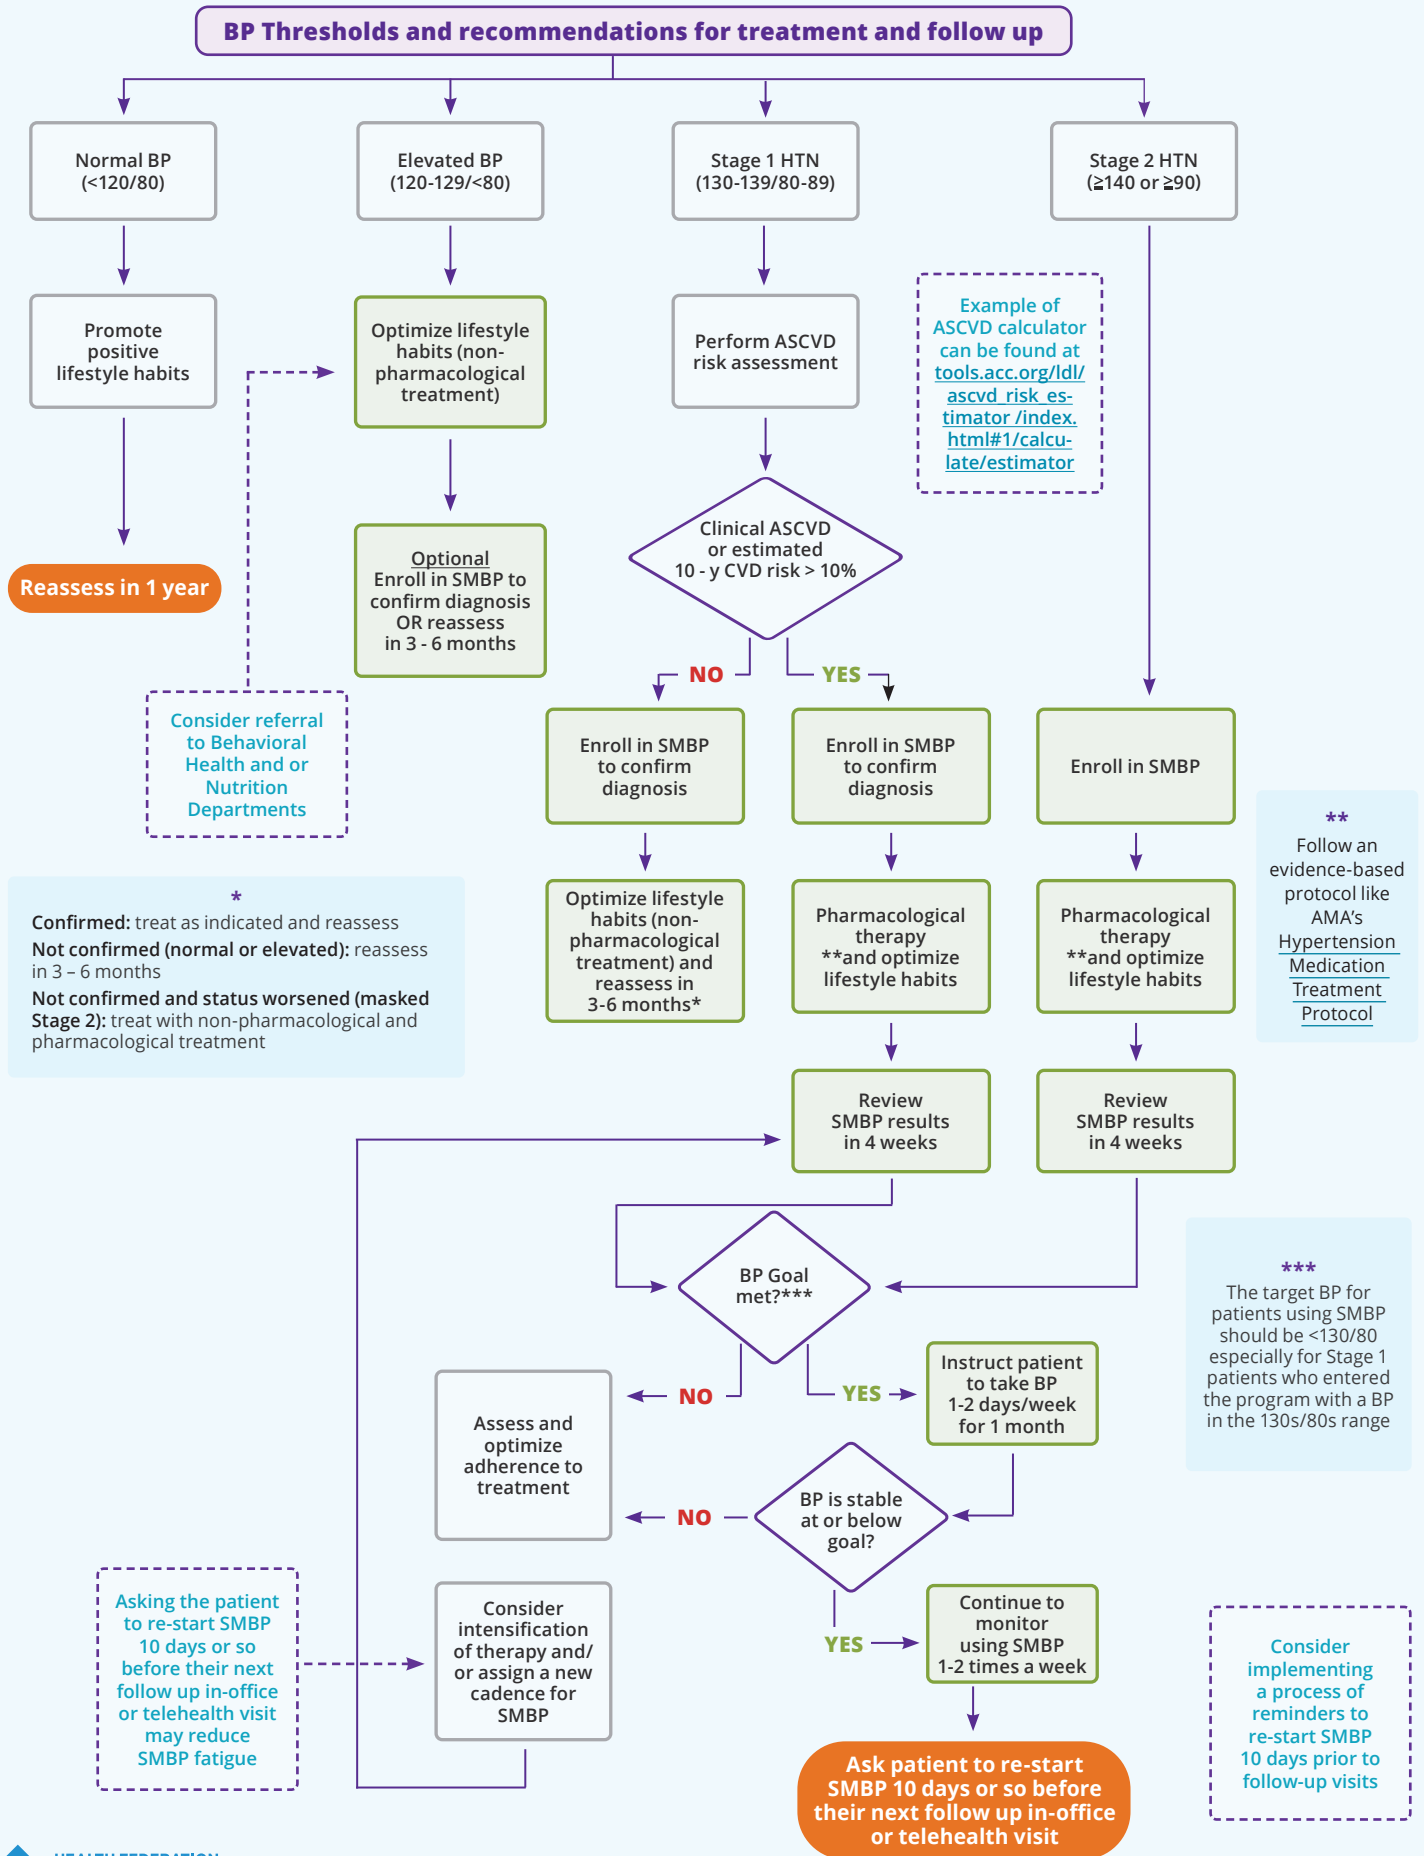 BP Thresholds and recommendations for treatment and follow up
Normal BP
(<120/80)
Elevated BP
(120-129/<80)
Stage 1 HTN
(130-139/80-89)
Stage 2 HTN
(≥140 or ≥90)
Promote
positive
lifestyle habits
Optimize lifestyle
habits (non-
pharmacological
treatment)
Perform ASCVD
risk assessment
Example of
ASCVD calculator
can be found at
tools.acc.org/ldl/
ascvd_risk_es-
timator /index.
html#1/calcu-
late/estimator
Reassess in 1 year
Optional
Enroll in SMBP to
confirm diagnosis
OR reassess
in 3 - 6 months
Clinical ASCVD
or estimated
10 - y CVD risk > 10%
NO
YES
Consider referral
to Behavioral
Health and or
Nutrition
Departments
Enroll in SMBP
to confirm
diagnosis
Enroll in SMBP
to confirm
diagnosis
Enroll in SMBP
**
Follow an
evidence-based
protocol like
AMA's
Hypertension
Medication
Treatment
Protocol
*
Confirmed: treat as indicated and reassess
Not confirmed (normal or elevated): reassess
in 3 – 6 months
Not confirmed and status worsened (masked
Stage 2): treat with non-pharmacological and
pharmacological treatment
Optimize lifestyle
habits (non-
pharmacological
treatment) and
reassess in
3-6 months*
Pharmacological
therapy
**and optimize
lifestyle habits
Pharmacological
therapy
**and optimize
lifestyle habits
Review
SMBP results
in 4 weeks
Review
SMBP results
in 4 weeks
BP Goal
met?***
***
The target BP for
patients using SMBP
should be <130/80
especially for Stage 1
patients who entered
the program with a BP
in the 130s/80s range
NO
YES
Instruct patient
to take BP
1-2 days/week
for 1 month
Assess and
optimize
adherence to
treatment
BP is stable
at or below
goal?
NO
YES
Asking the patient
to re-start SMBP
10 days or so
before their next
follow up in-office
or telehealth visit
may reduce
SMBP fatigue
Consider
intensification
of therapy and/
or assign a new
cadence for
SMBP
Continue to
monitor
using SMBP
1-2 times a week
Consider
implementing
a process of
reminders to
re-start SMBP
10 days prior to
follow-up visits
Ask patient to re-start
SMBP 10 days or so before
their next follow up in-office
or telehealth visit
HEALTH FEDERATION